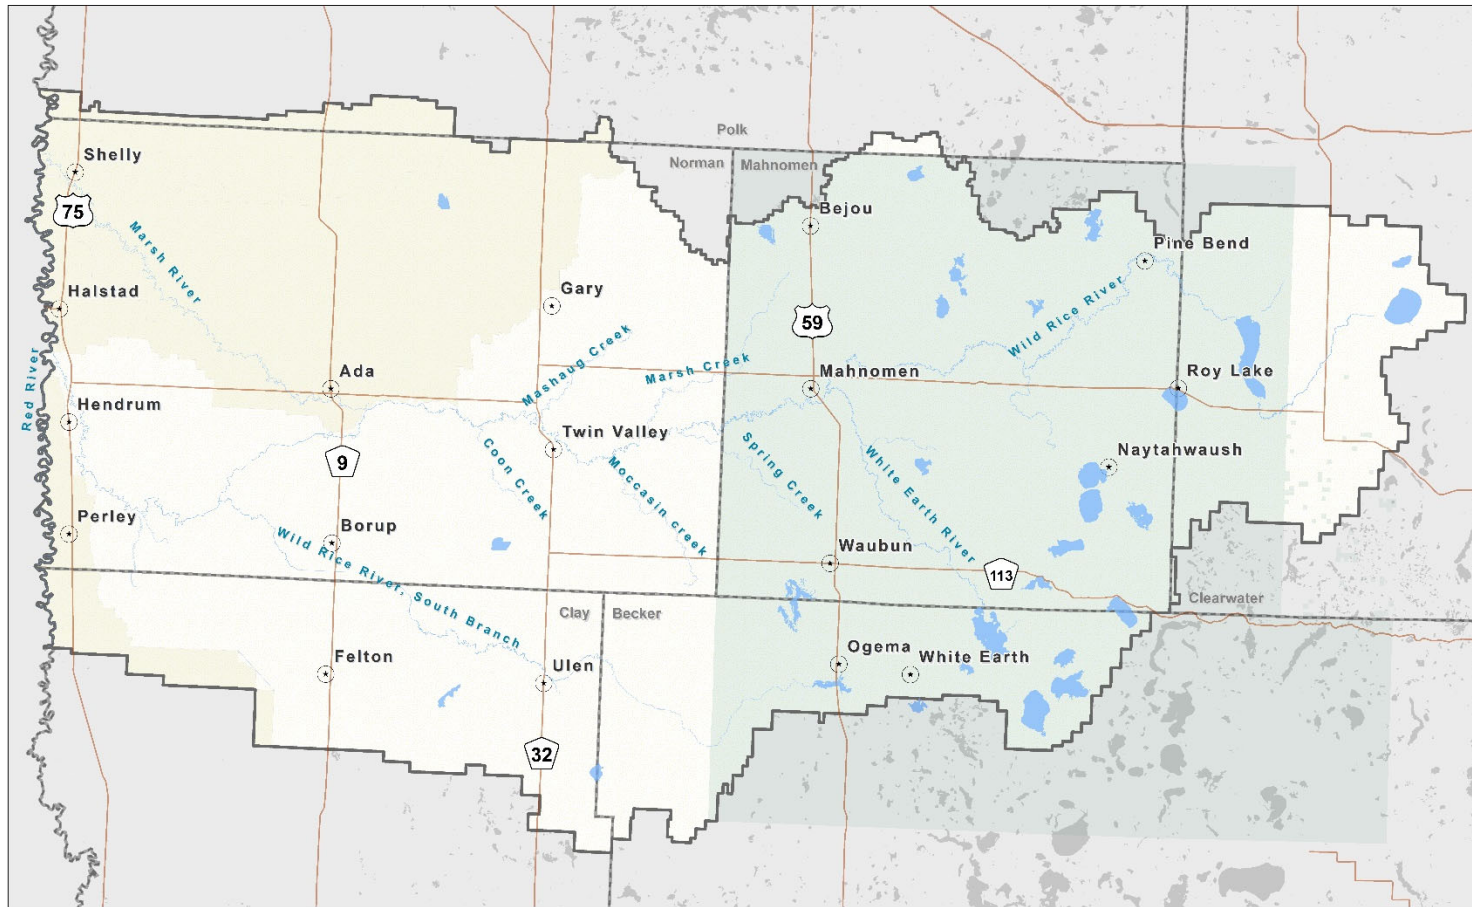 Polk
Norman
Mahnomen
Shelly
75
Marsh River
Bejou
Pine Bend
Halstad
Gary
59
Wild Rice River
Red River
Ada
Mashaug Creek
Marsh Creek
Mahnomen
Roy Lake
Hendrum
Twin Valley
9
Coon Creek
Moccasin creek
Spring Creek
White Earth River
Naytahwaush
Perley
Borup
Wild Rice River, South Branch
Waubun
113
Clay
Becker
Clearwater
Felton
Ulen
Ogema
White Earth
32